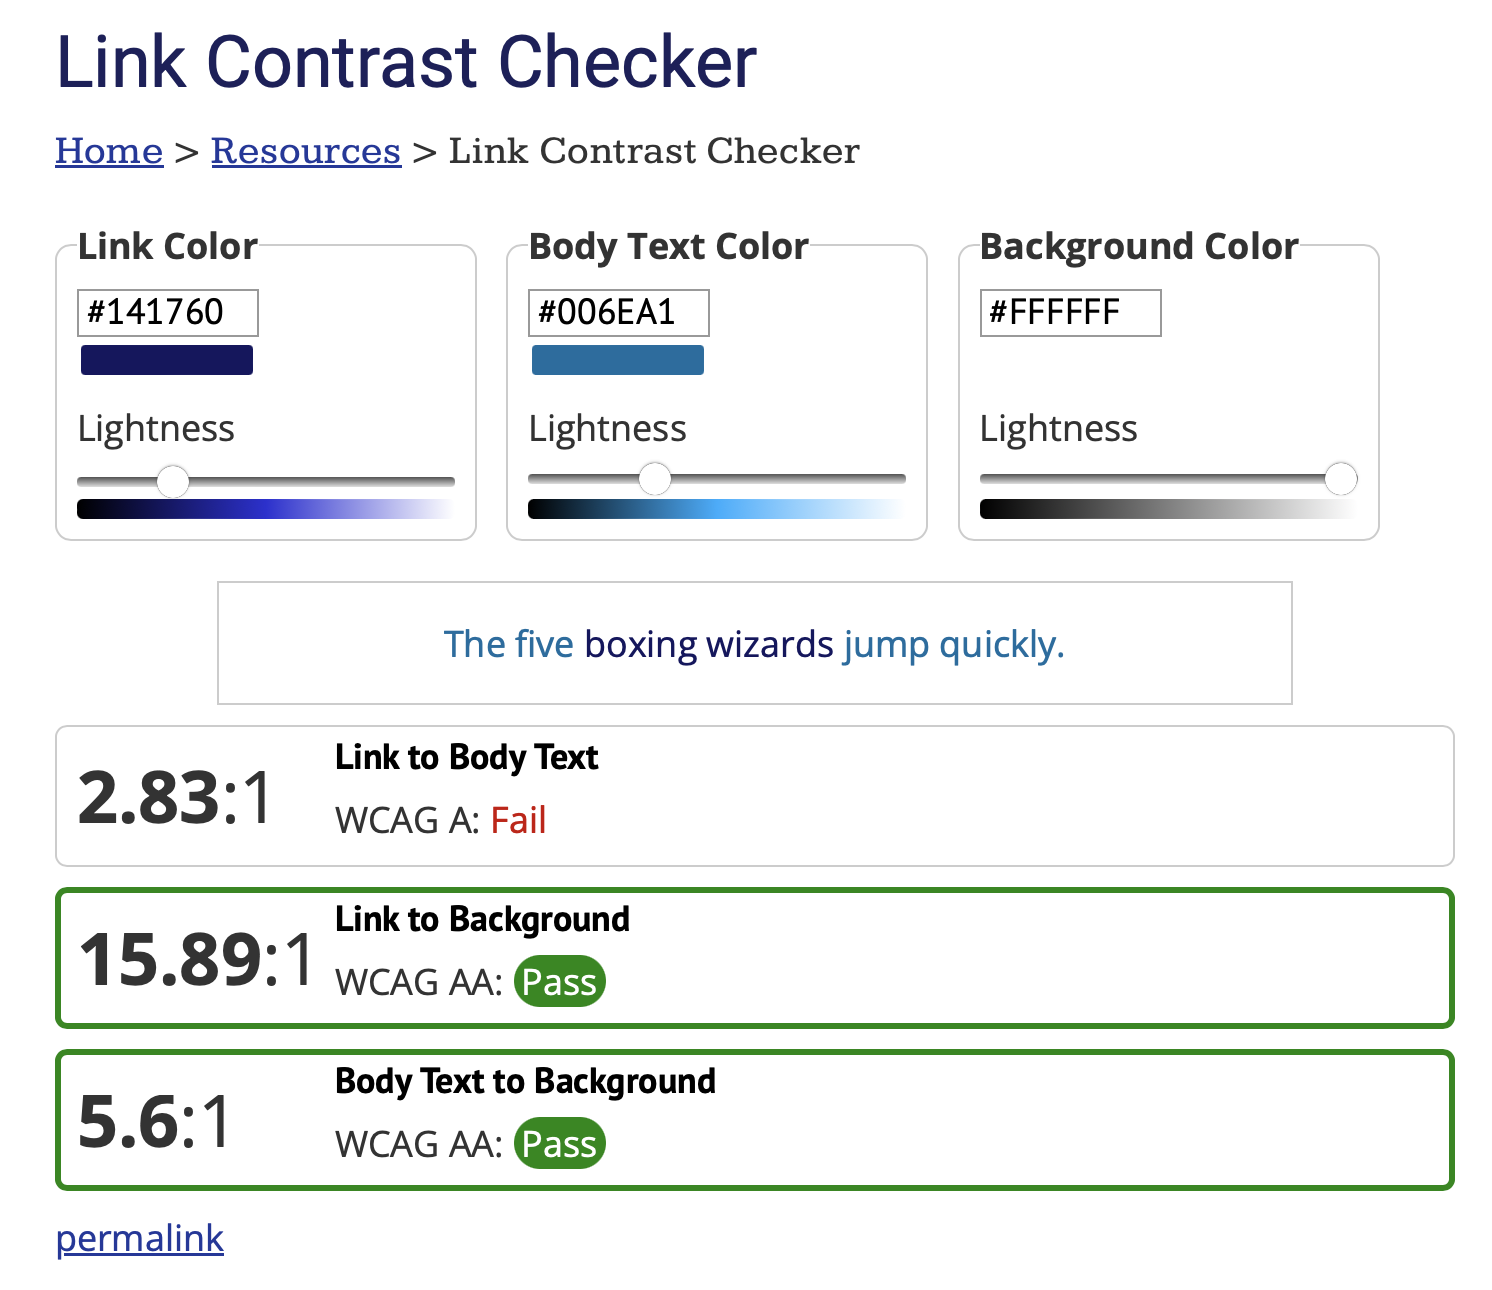 Link Contrast Checker
Home > Resources > Link Contrast Checker
Link Color
#141760
Lightness
Body Text Color
#006EA1
Lightness
Background Color
#FFFFFF
Lightness
The five boxing wizards jump quickly.
2.83:1
Link to Body Text
WCAG A: Fail
15.89:1
Link to Background
WCAG AA: Pass
5.6:1
Body Text to Background
WCAG AA: Pass
permalink